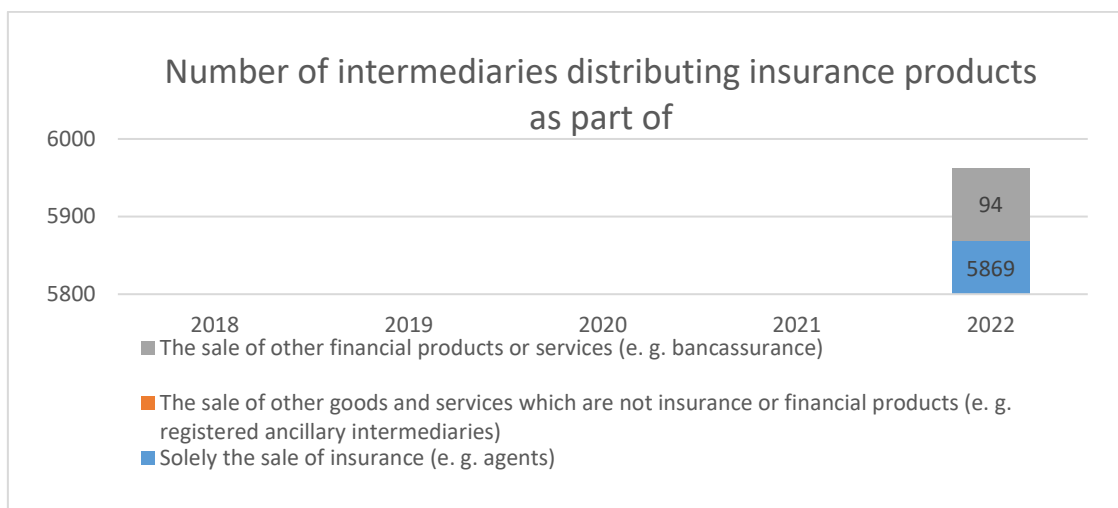 Number of intermediaries distributing insurance products
as part of
6000
5900
5800
94
5869
2018 2019 2020 2021 2022
The sale of other financial products or services (e. g. bancassurance)
The sale of other goods and services which are not insurance or financial products (e. g.
registered ancillary intermediaries)
Solely the sale of insurance (e. g. agents)